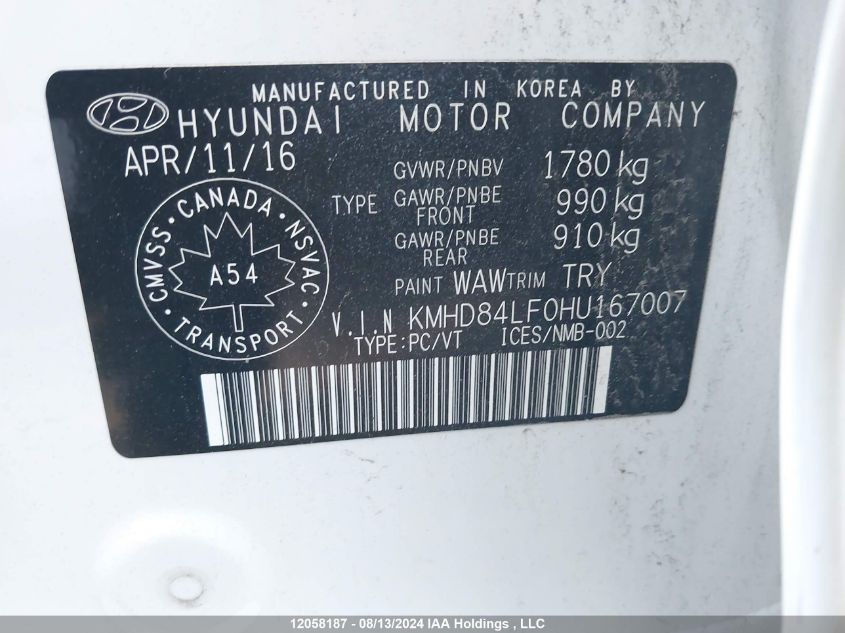 MANUFACTURED IN KOREA BY
HYUNDAI MOTOR COMPANY
APR/11/16
GVWR/PNBV 1780 kg
TYPE GAWR/PNBE FRONT 990 kg
GAWR/PNBE REAR 910 kg
PAINT WAW TRIM TRY
V.I.N KMHD84LF0HU167007
TYPE:PC/VT ICES/NMB-002
CMVSS · CANADA · NSVAC · TRANSPORT ·
A54
12058187 - 08/13/2024 IAA Holdings , LLC